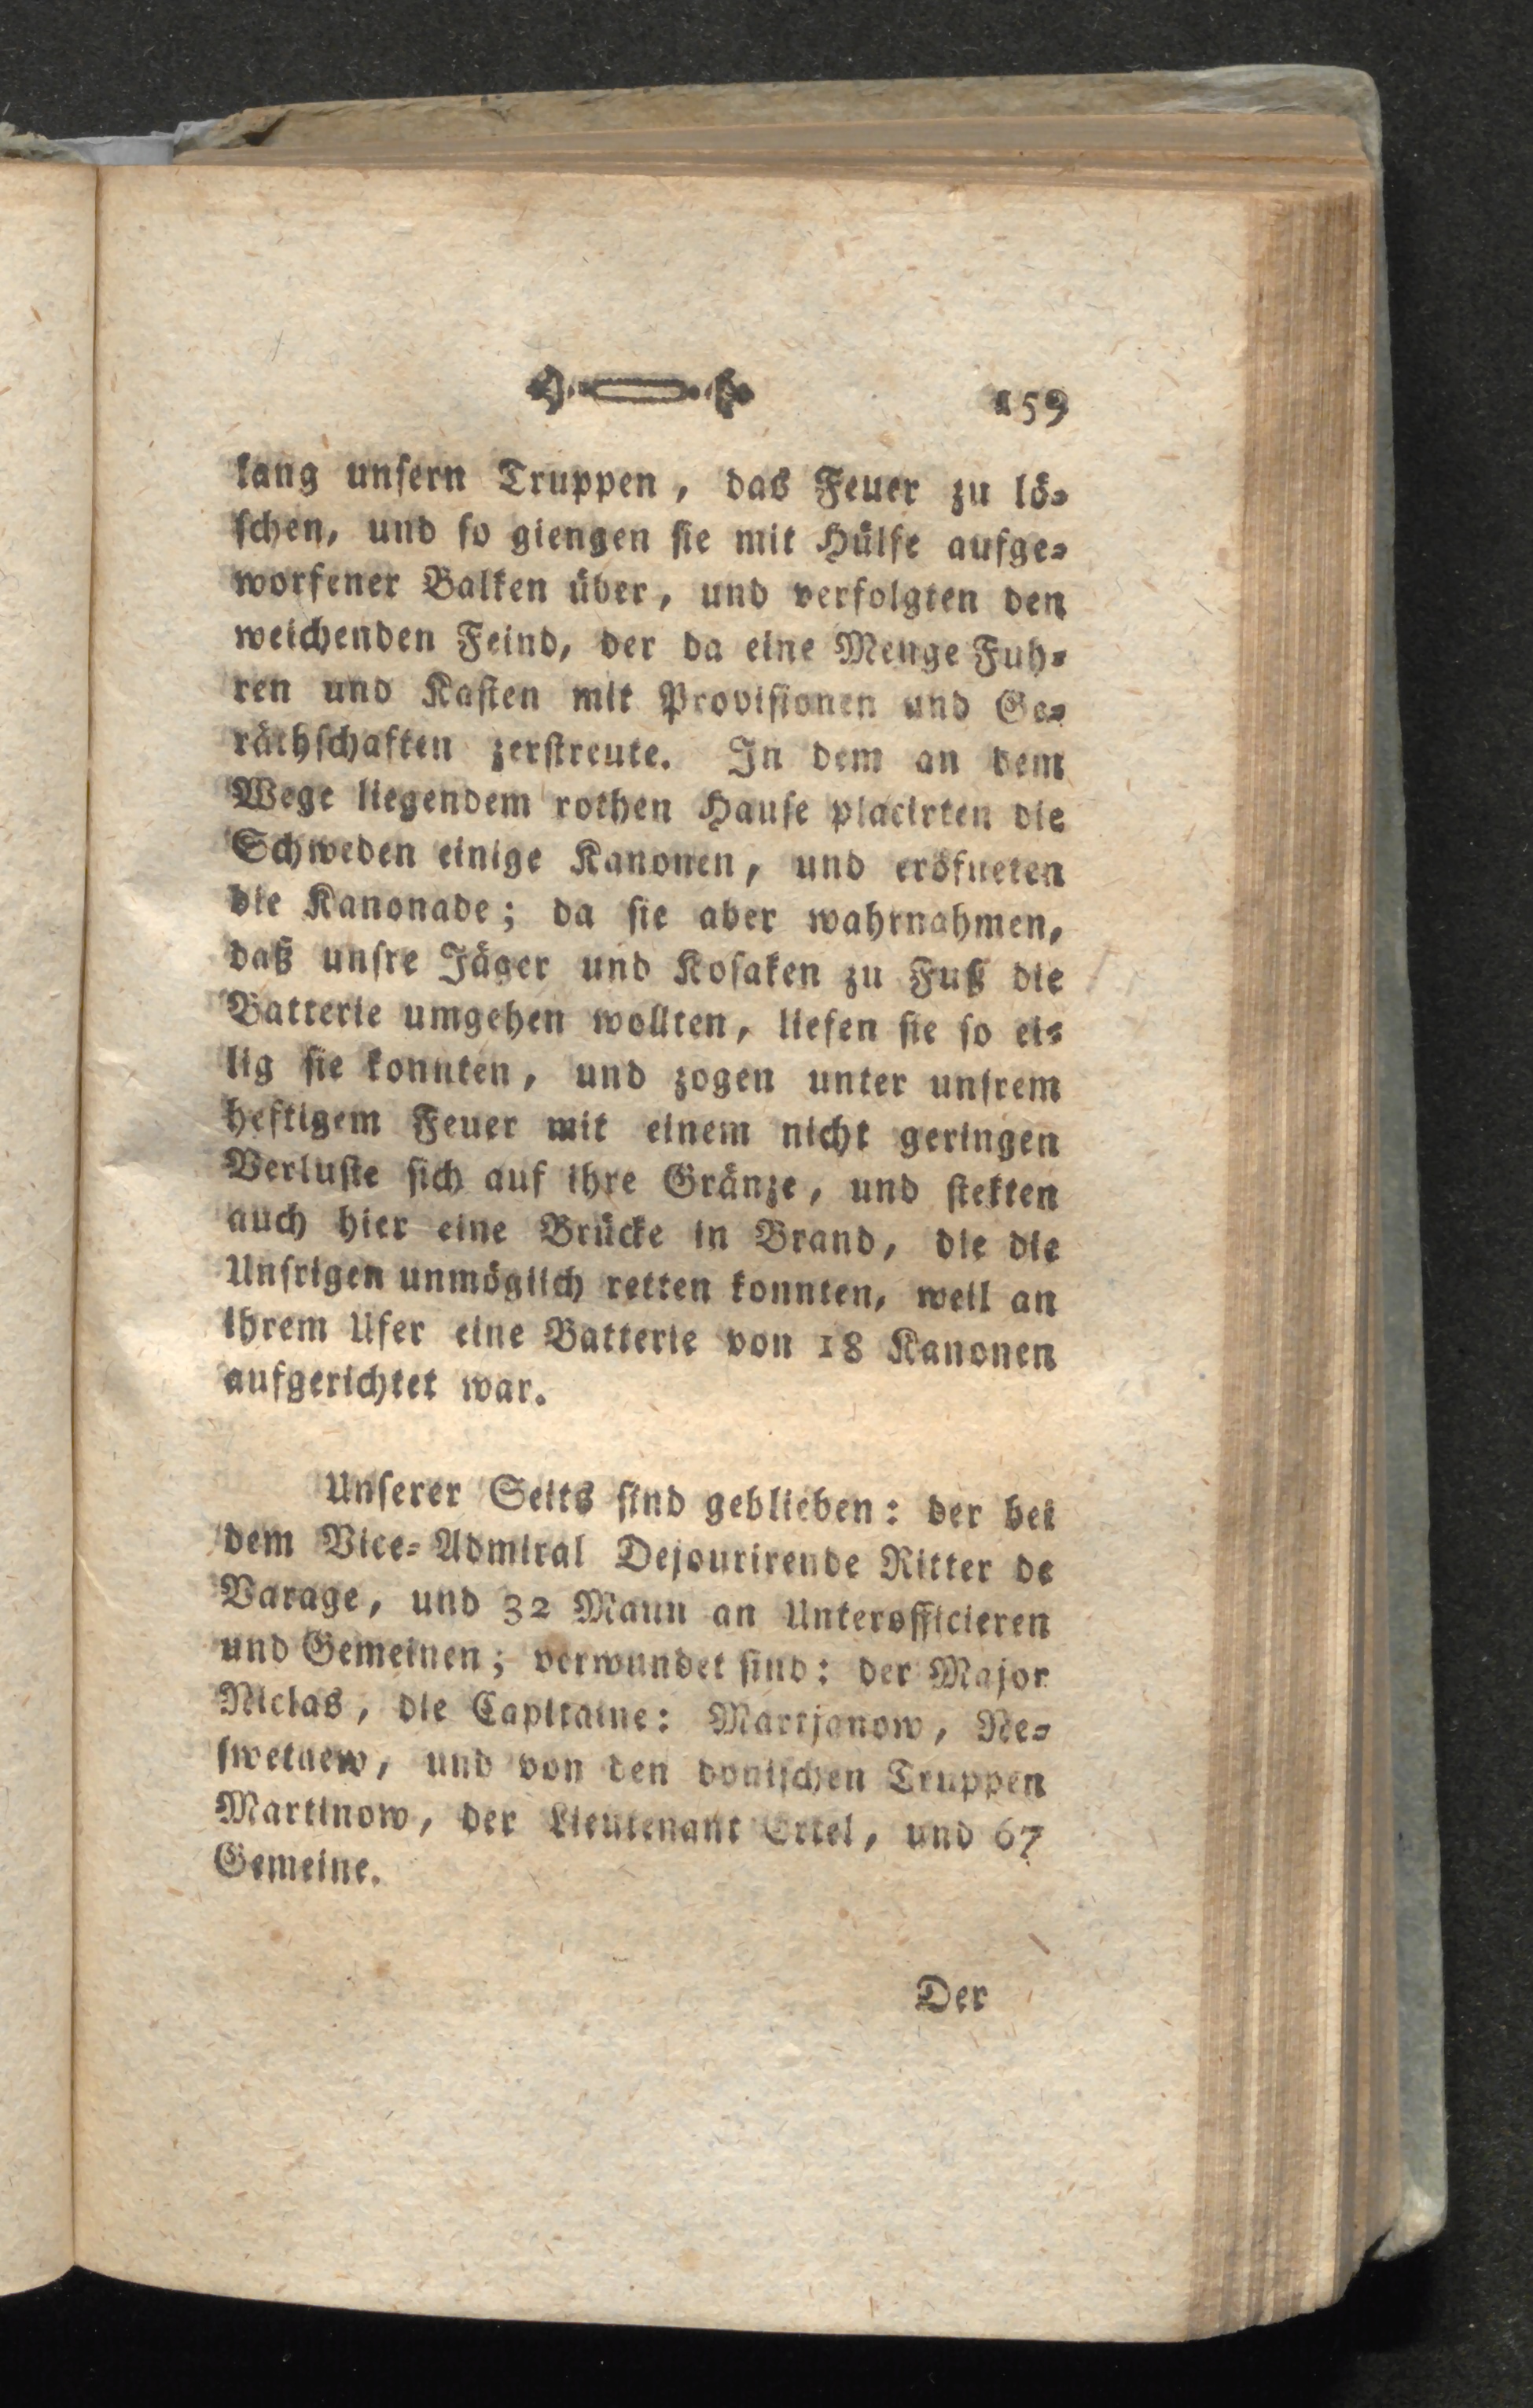 159
lang unſern Truppen, das Feuer zu lö⸗
ſchen, und ſo giengen ſie mit Hülfe aufge⸗
worfener Balken über, und verfolgten den
weichenden Feind, der da eine Menge Fuh⸗
ren und Kaſten mit Proviſionen und Ge⸗
räthſchaften zerſtreute. In dem an dem
Wege liegendem rothen Hauſe placirten die
Schweden einige Kanonen, und eröfneten
die Kanonade; da ſie aber wahrnahmen,
daß unſre Jäger und Koſaken zu Fuß die
Batterie umgehen wollten, liefen ſie ſo ei⸗
lig ſie konnten, und zogen unter unſrem
heftigem Feuer mit einem nicht geringen
Verluſte ſich auf ihre Gränze, und ſtekten
auch hier eine Brücke in Brand, die die
Unſrigen unmöglich retten konnten, weil an
ihrem Ufer eine Batterie von 18 Kanonen
aufgerichtet war.
Unſerer Seits ſind geblieben: der bei
dem Vice⸗Admiral Dejourirende Ritter de
Varage, und 32 Mann an Unterofficieren
und Gemeinen; verwundet ſind: der Major
Niclas, die Capitaine: Martjanow, Ne⸗
ſwetaew, und von den doniſchen Truppen
Martinow, der Lieutenant Ertel, und 67
Gemeine.
Der